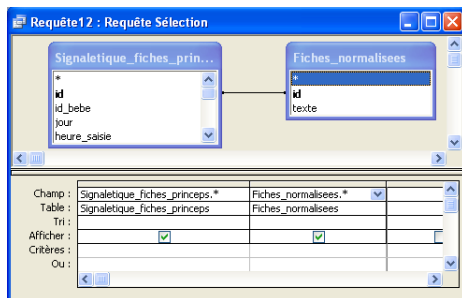 Requête12 : Requête Sélection
Signaletique_fiches_prin...
*
id
id_bebe
jour
heure_saisie
Fiches_normalisees
*
id
texte
Champ : Signaletique_fiches_princeps.* Fiches_normalisees.*
Table : Signaletique_fiches_princeps Fiches_normalisees
Tri :
Afficher :
Critères :
Ou :